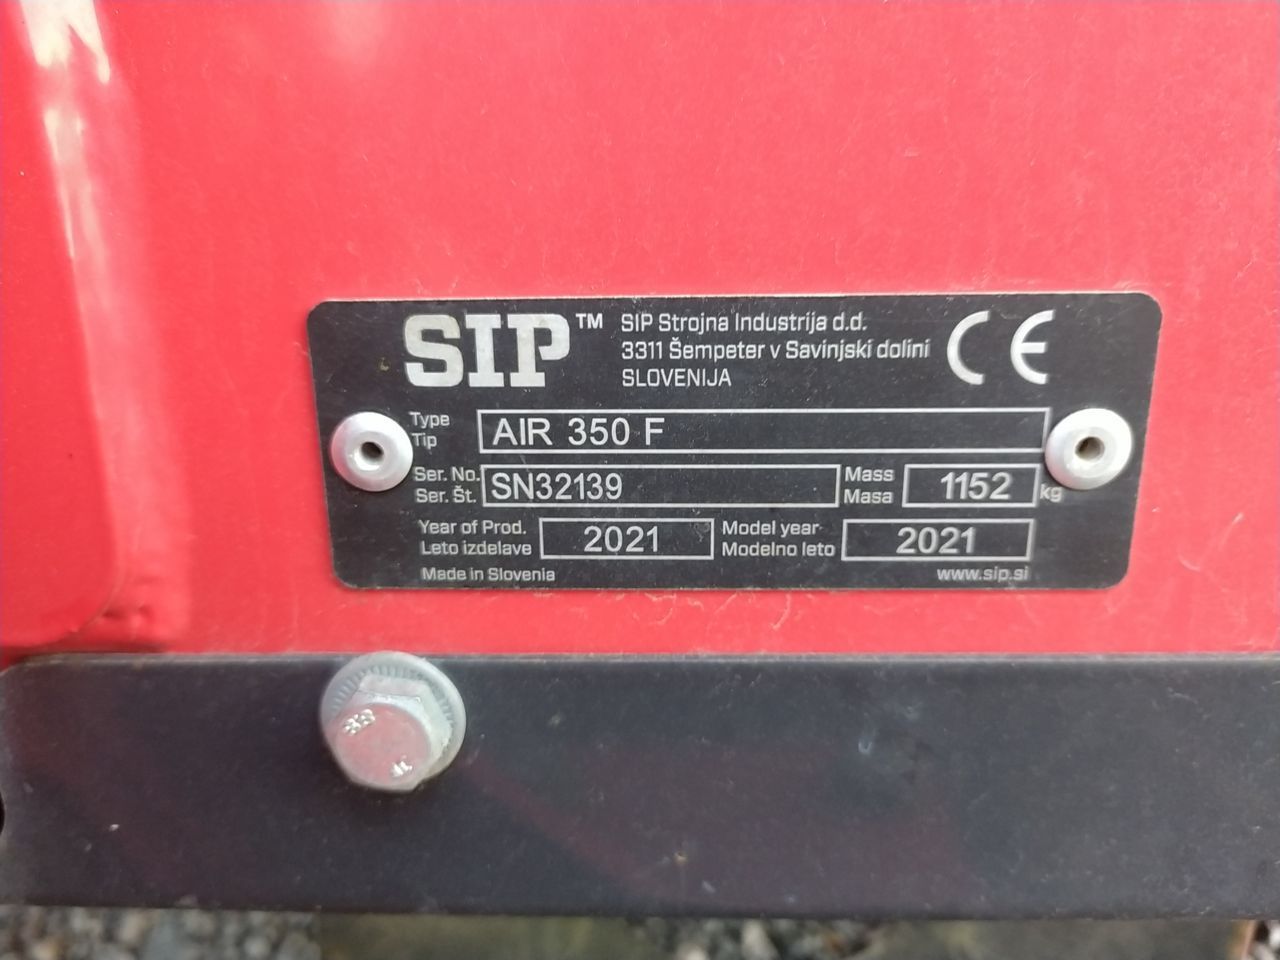 SIP™
SIP Strojna Industrija d.d.
3311 Šempeter v Savinjski dolini
SLOVENIJA
CE
Type
Tip
AIR 350 F
Ser. No.
Ser. Št.
SN32139
Mass
Masa
1152
kg
Year of Prod.
Leto izdelave
2021
Model year
Modelno leto
2021
Made in Slovenia
www.sip.si